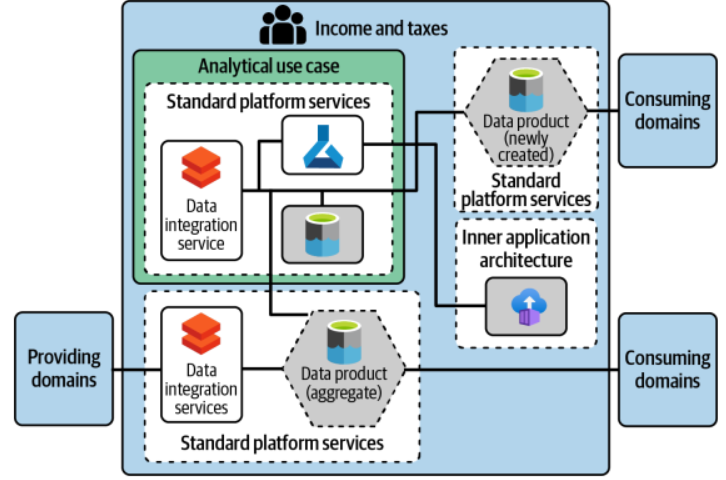 Income and taxes
Analytical use case
Standard platform services
Data
integration
service
Data product
(newly
created)
Standard
platform services
Consuming
domains
Inner application
architecture
Providing
domains
Data
integration
services
Data product
(aggregate)
Standard platform services
Consuming
domains